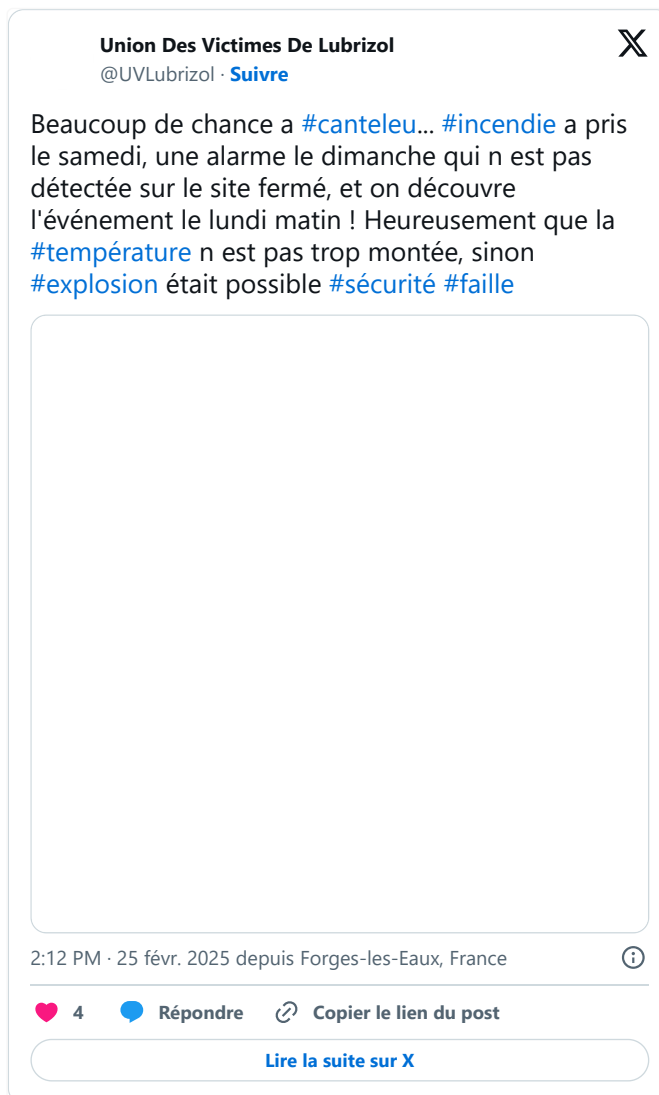 Union Des Victimes De Lubrizol
@UVLubrizol · Suivre
Beaucoup de chance a #canteleu... #incendie a pris
le samedi, une alarme le dimanche qui n est pas
détectée sur le site fermé, et on découvre
l'événement le lundi matin ! Heureusement que la
#température n est pas trop montée, sinon
#explosion était possible #sécurité #faille
2:12 PM · 25 févr. 2025 depuis Forges-les-Eaux, France
4 Répondre Copier le lien du post
Lire la suite sur X